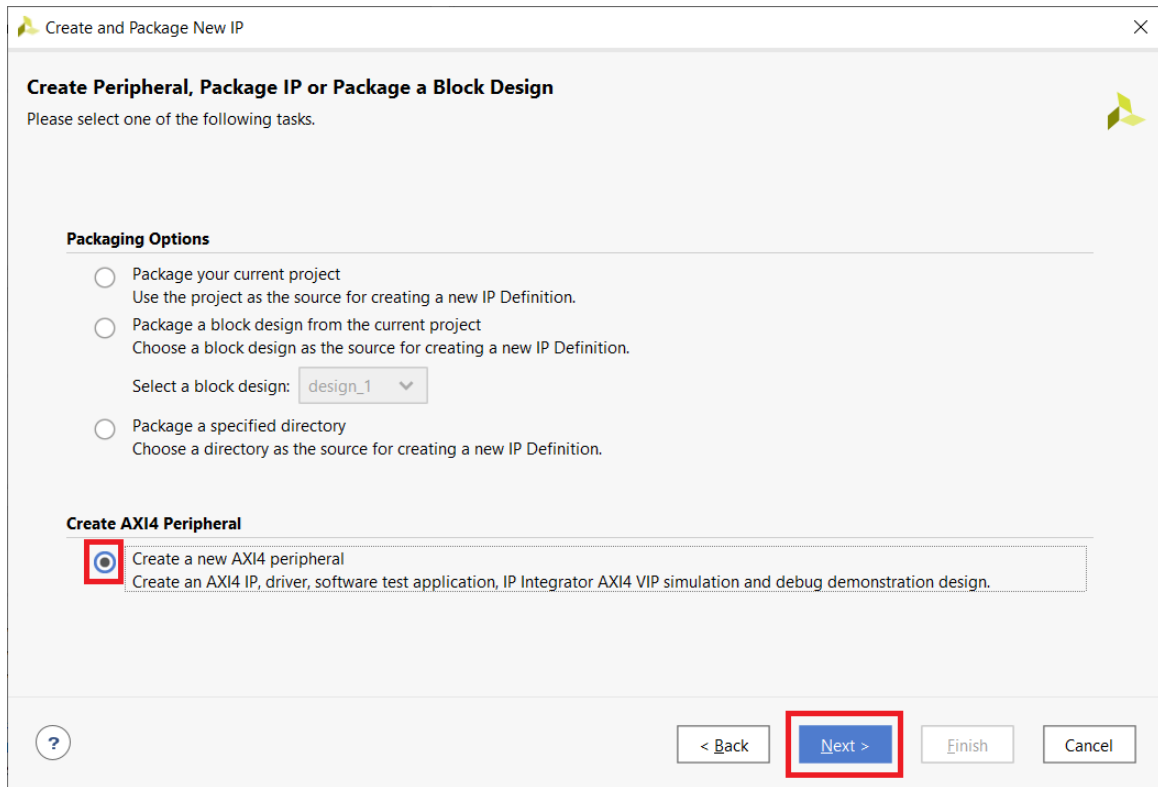 Create and Package New IP
Create Peripheral, Package IP or Package a Block Design
Please select one of the following tasks.
Packaging Options
Package your current project
Use the project as the source for creating a new IP Definition.
Package a block design from the current project
Choose a block design as the source for creating a new IP Definition.
Select a block design: design_1
Package a specified directory
Choose a directory as the source for creating a new IP Definition.
Create AXI4 Peripheral
Create a new AXI4 peripheral
Create an AXI4 IP, driver, software test application, IP Integrator AXI4 VIP simulation and debug demonstration design.
? < Back Next > Finish Cancel